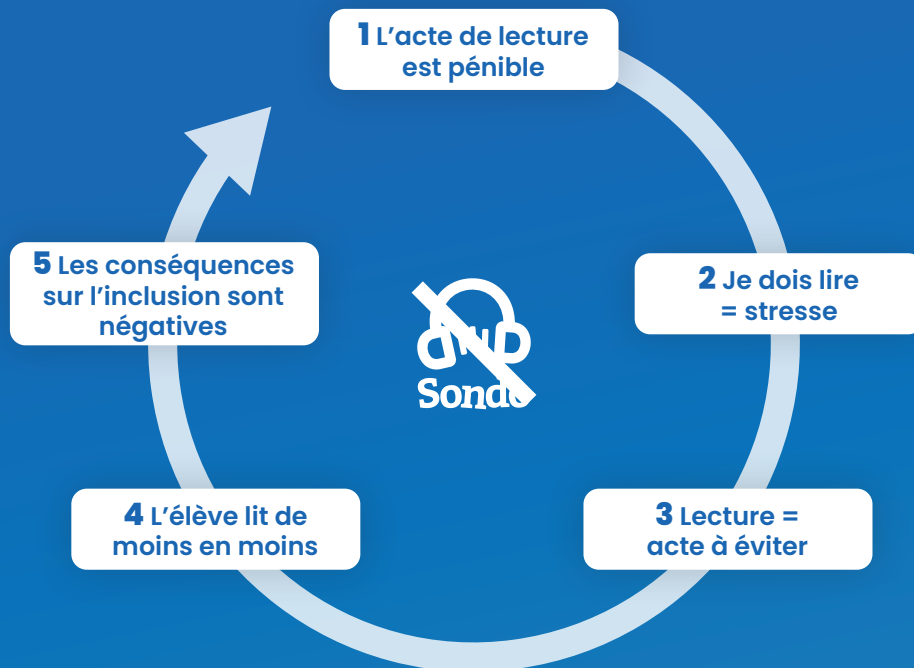 1 L'acte de lecture
est pénible
2 Je dois lire
= stresse
3 Lecture =
acte à éviter
4 L'élève lit de
moins en moins
5 Les conséquences
sur l'inclusion sont
négatives
Sondo